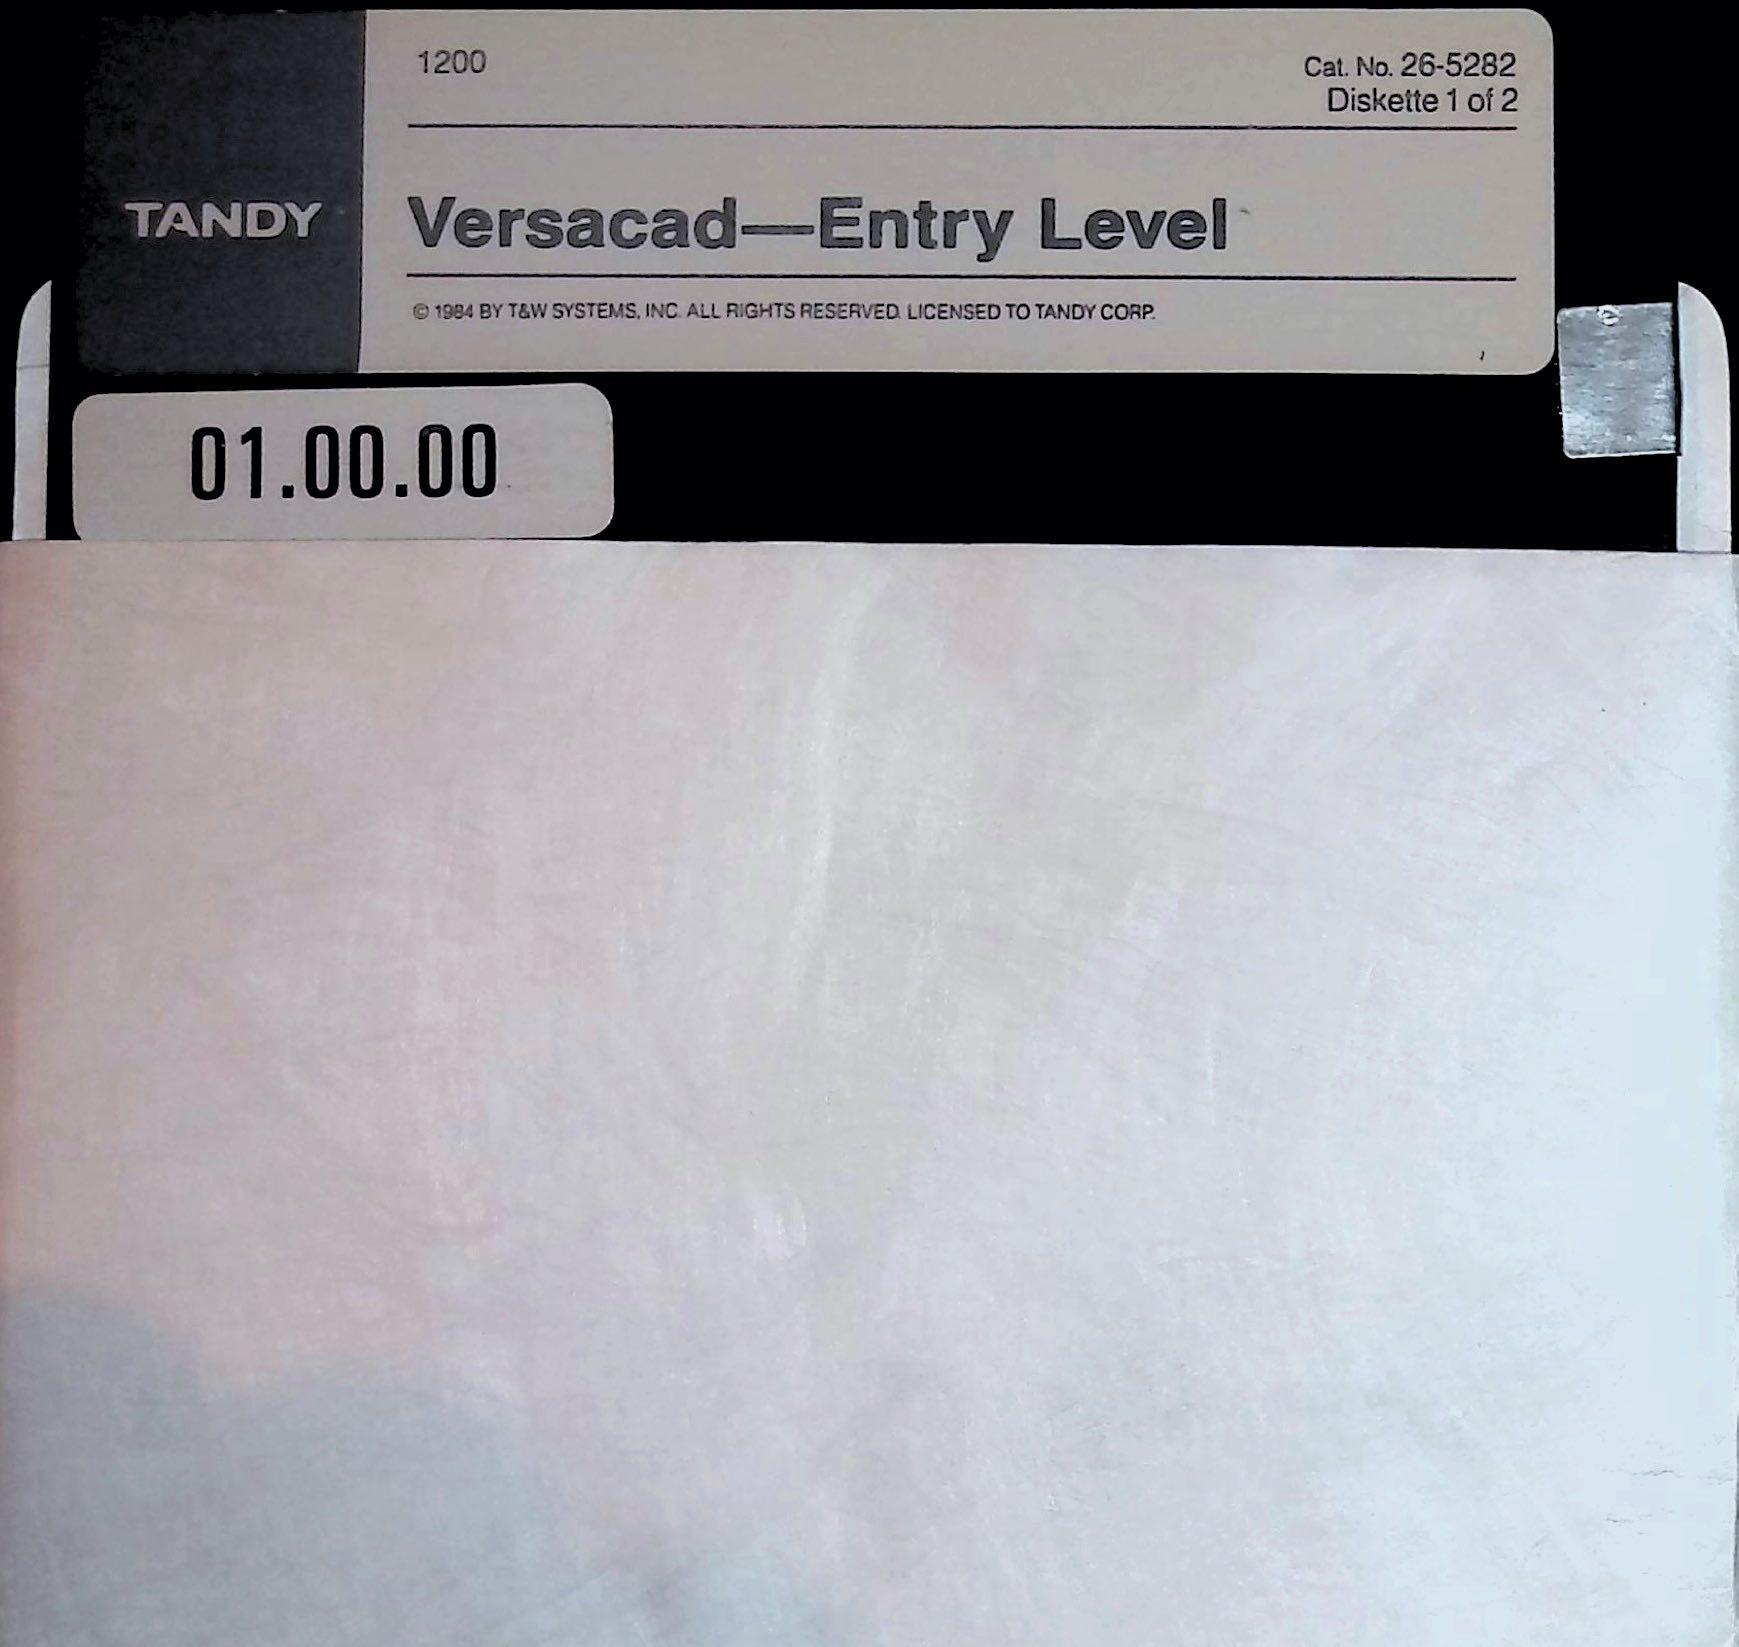 1200
Cat. No. 26-5282
Diskette 1 of 2
TANDY
Versacad—Entry Level
© 1984 BY T&W SYSTEMS, INC. ALL RIGHTS RESERVED. LICENSED TO TANDY CORP.
01.00.00